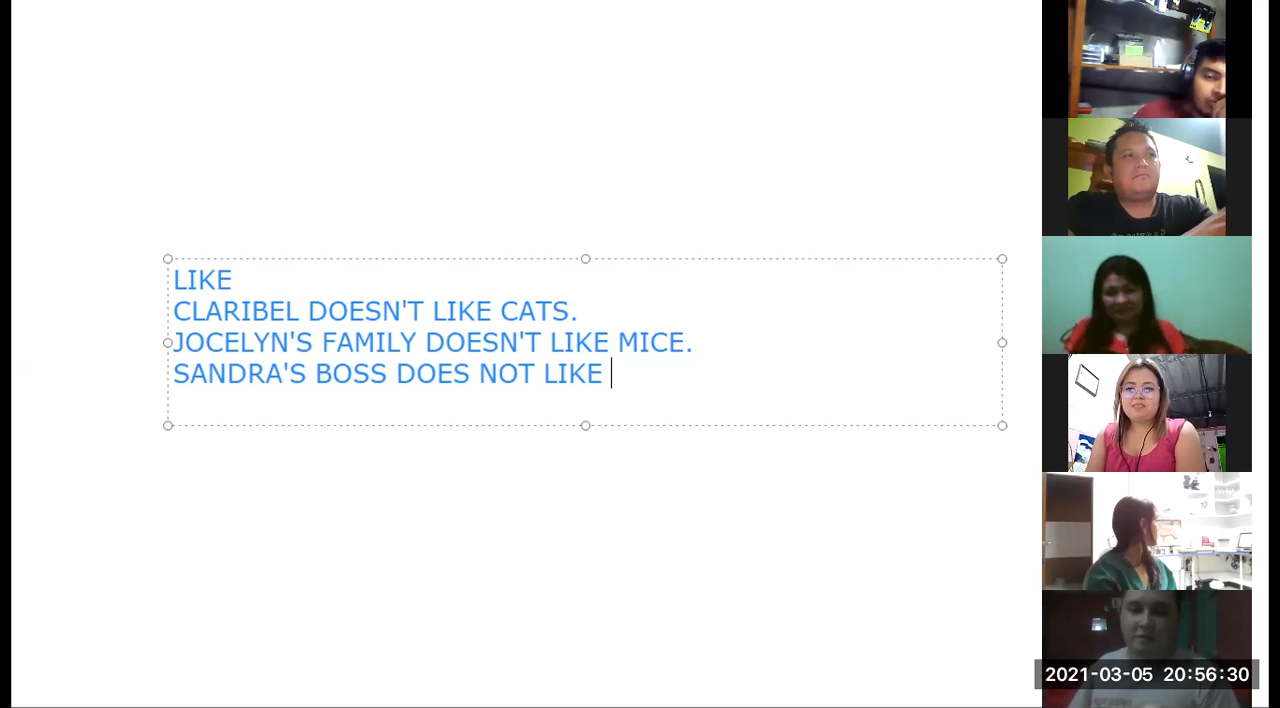 LIKE
CLARIBEL DOESN'T LIKE CATS.
JOCELYN'S FAMILY DOESN'T LIKE MICE.
SANDRA'S BOSS DOES NOT LIKE
2021-03-05 20:56:30